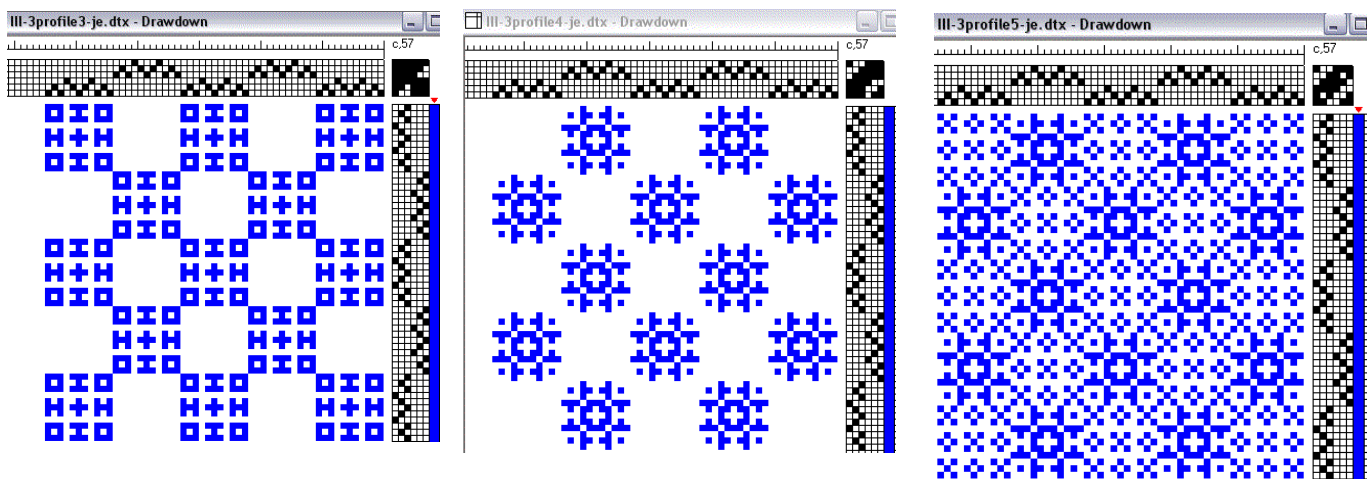 III-3profile3-je.dtx - Drawdown
c,57
III-3profile4-je.dtx - Drawdown
c,57
III-3profile5-je.dtx - Drawdown
c,57